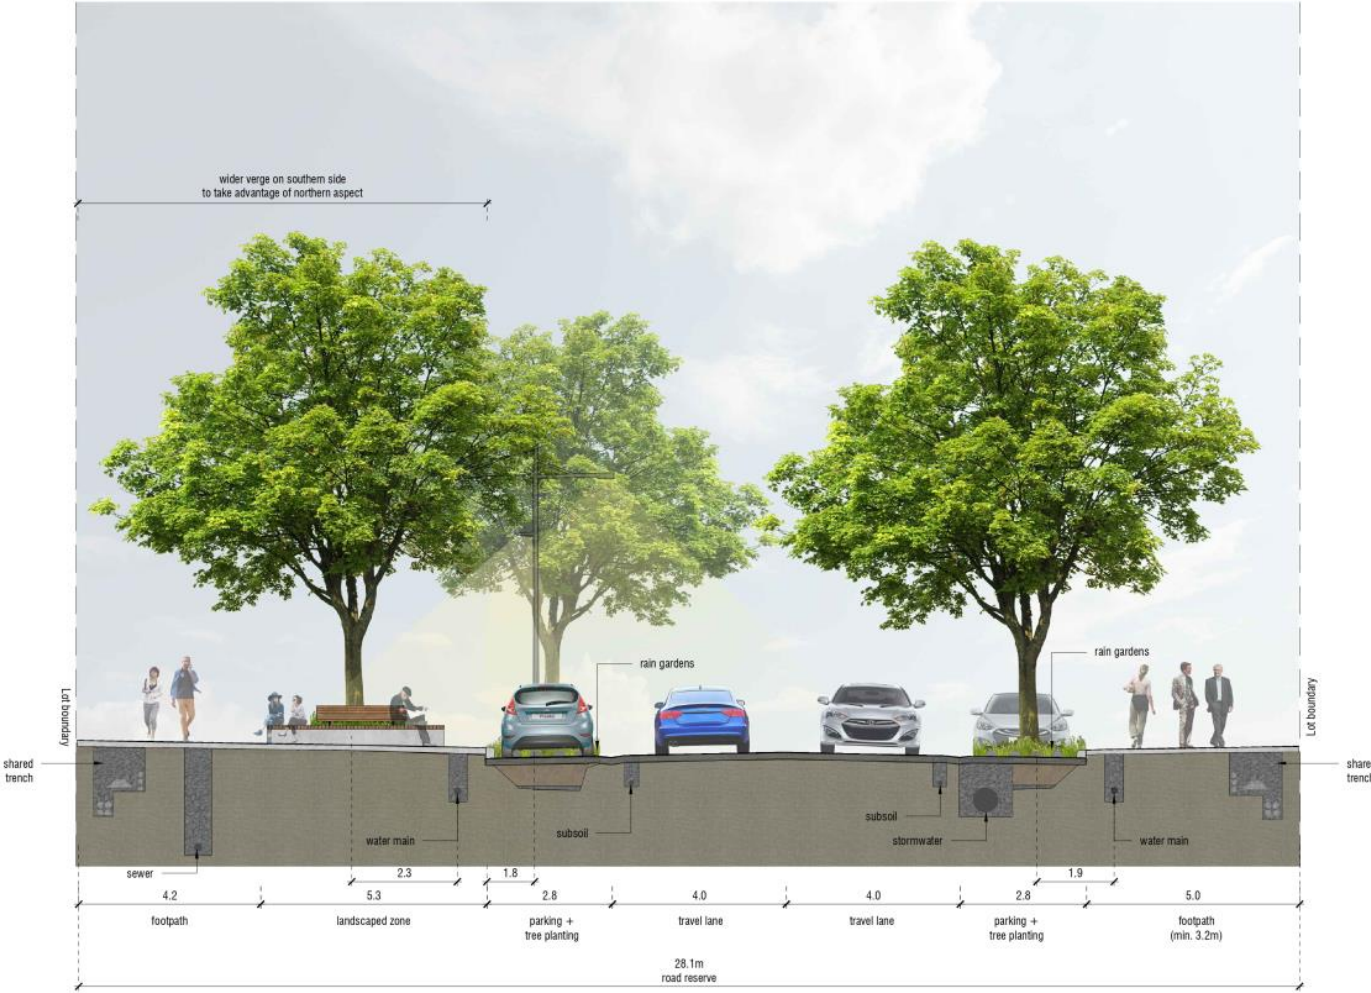 wider verge on southern side
to take advantage of northern aspect
rain gardens
rain gardens
Lot boundary
Lot boundary
shared
trench
share
trencl
subsoil
subsoil
water main
stormwater
water main
sewer
2.3
1.8
1.9
4.2
5.3
2.8
4.0
4.0
2.8
5.0
footpath
landscaped zone
parking +
tree planting
travel lane
travel lane
parking +
tree planting
footpath
(min. 3.2m)
28.1m
road reserve